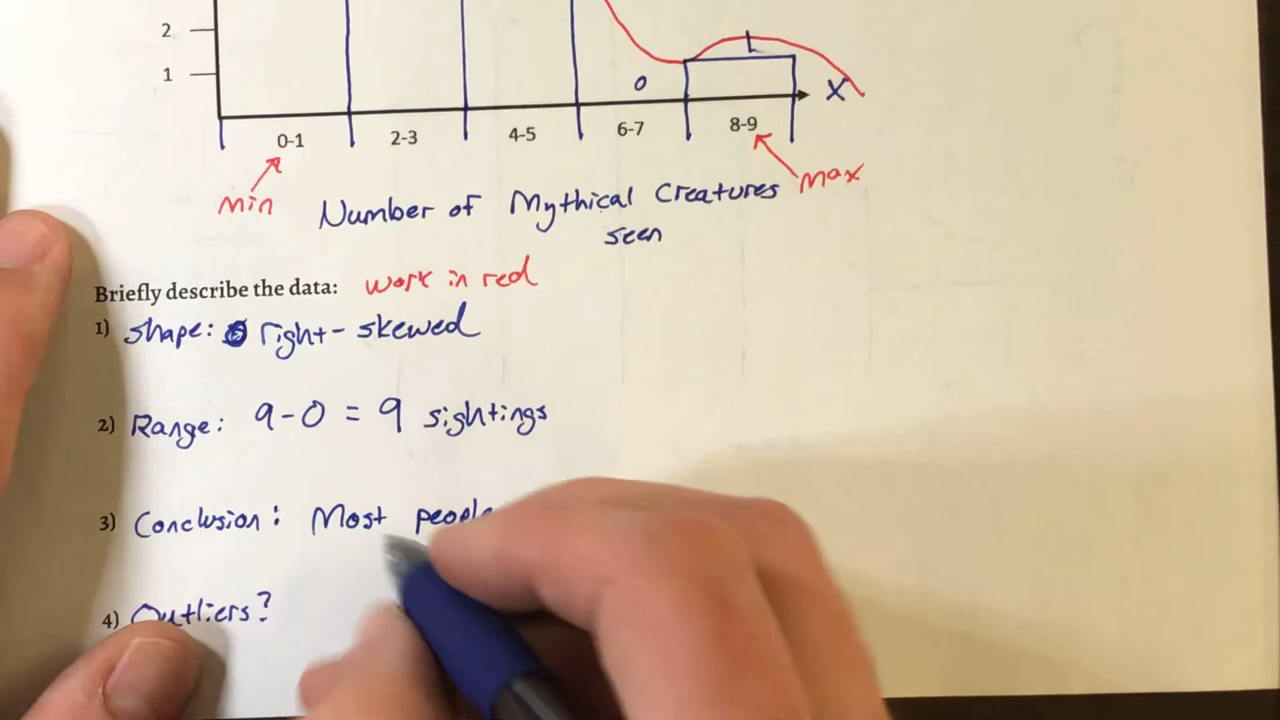 2
1
0
1
X
0-1 2-3 4-5 6-7 8-9
Min
Max
Number of Mythical Creatures
seen
Briefly describe the data: work in red
1) Shape: right-skewed
2) Range: 9-0 = 9 sightings
3) Conclusion: Most people
4) Outliers?